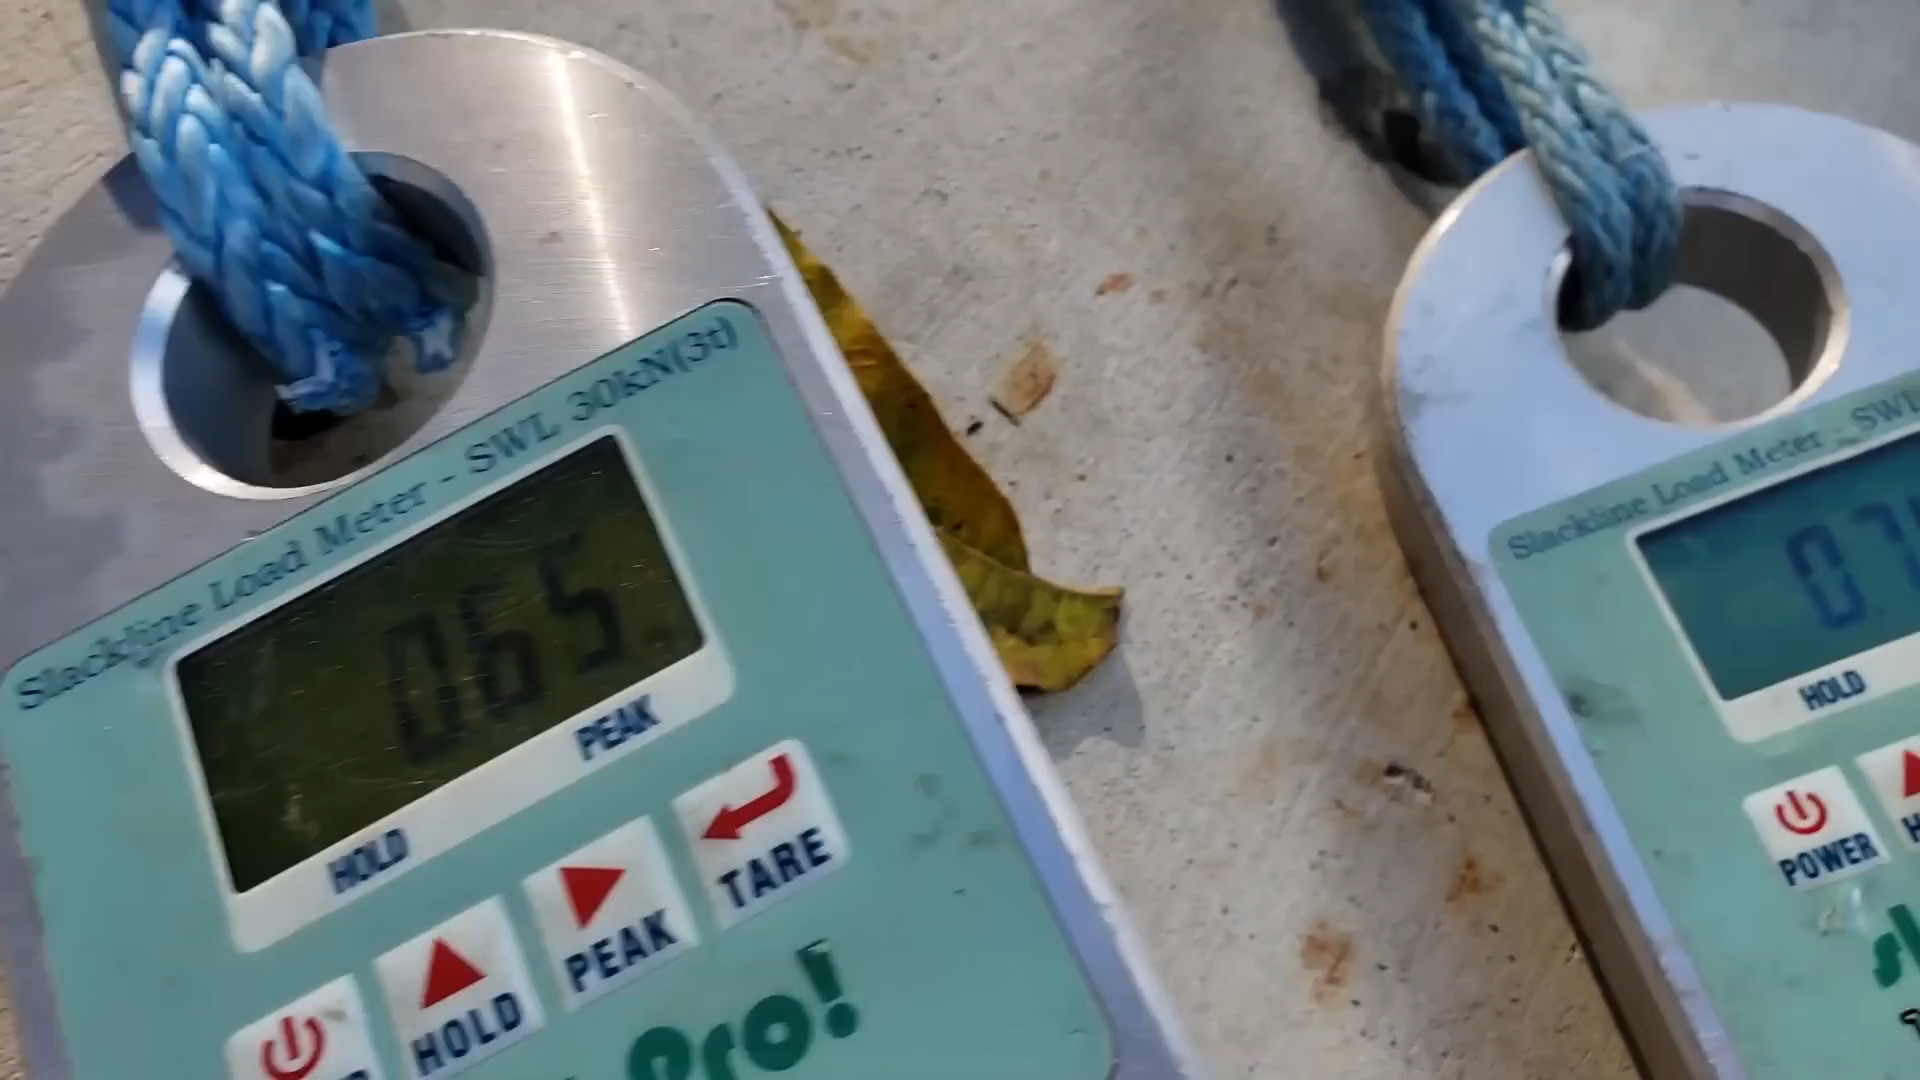 Slackline Load Meter - SWL 30kN(3t)
065
HOLD PEAK
HOLD PEAK TARE
Pro!
Slackline Load Meter - SWL
07
HOLD
POWER